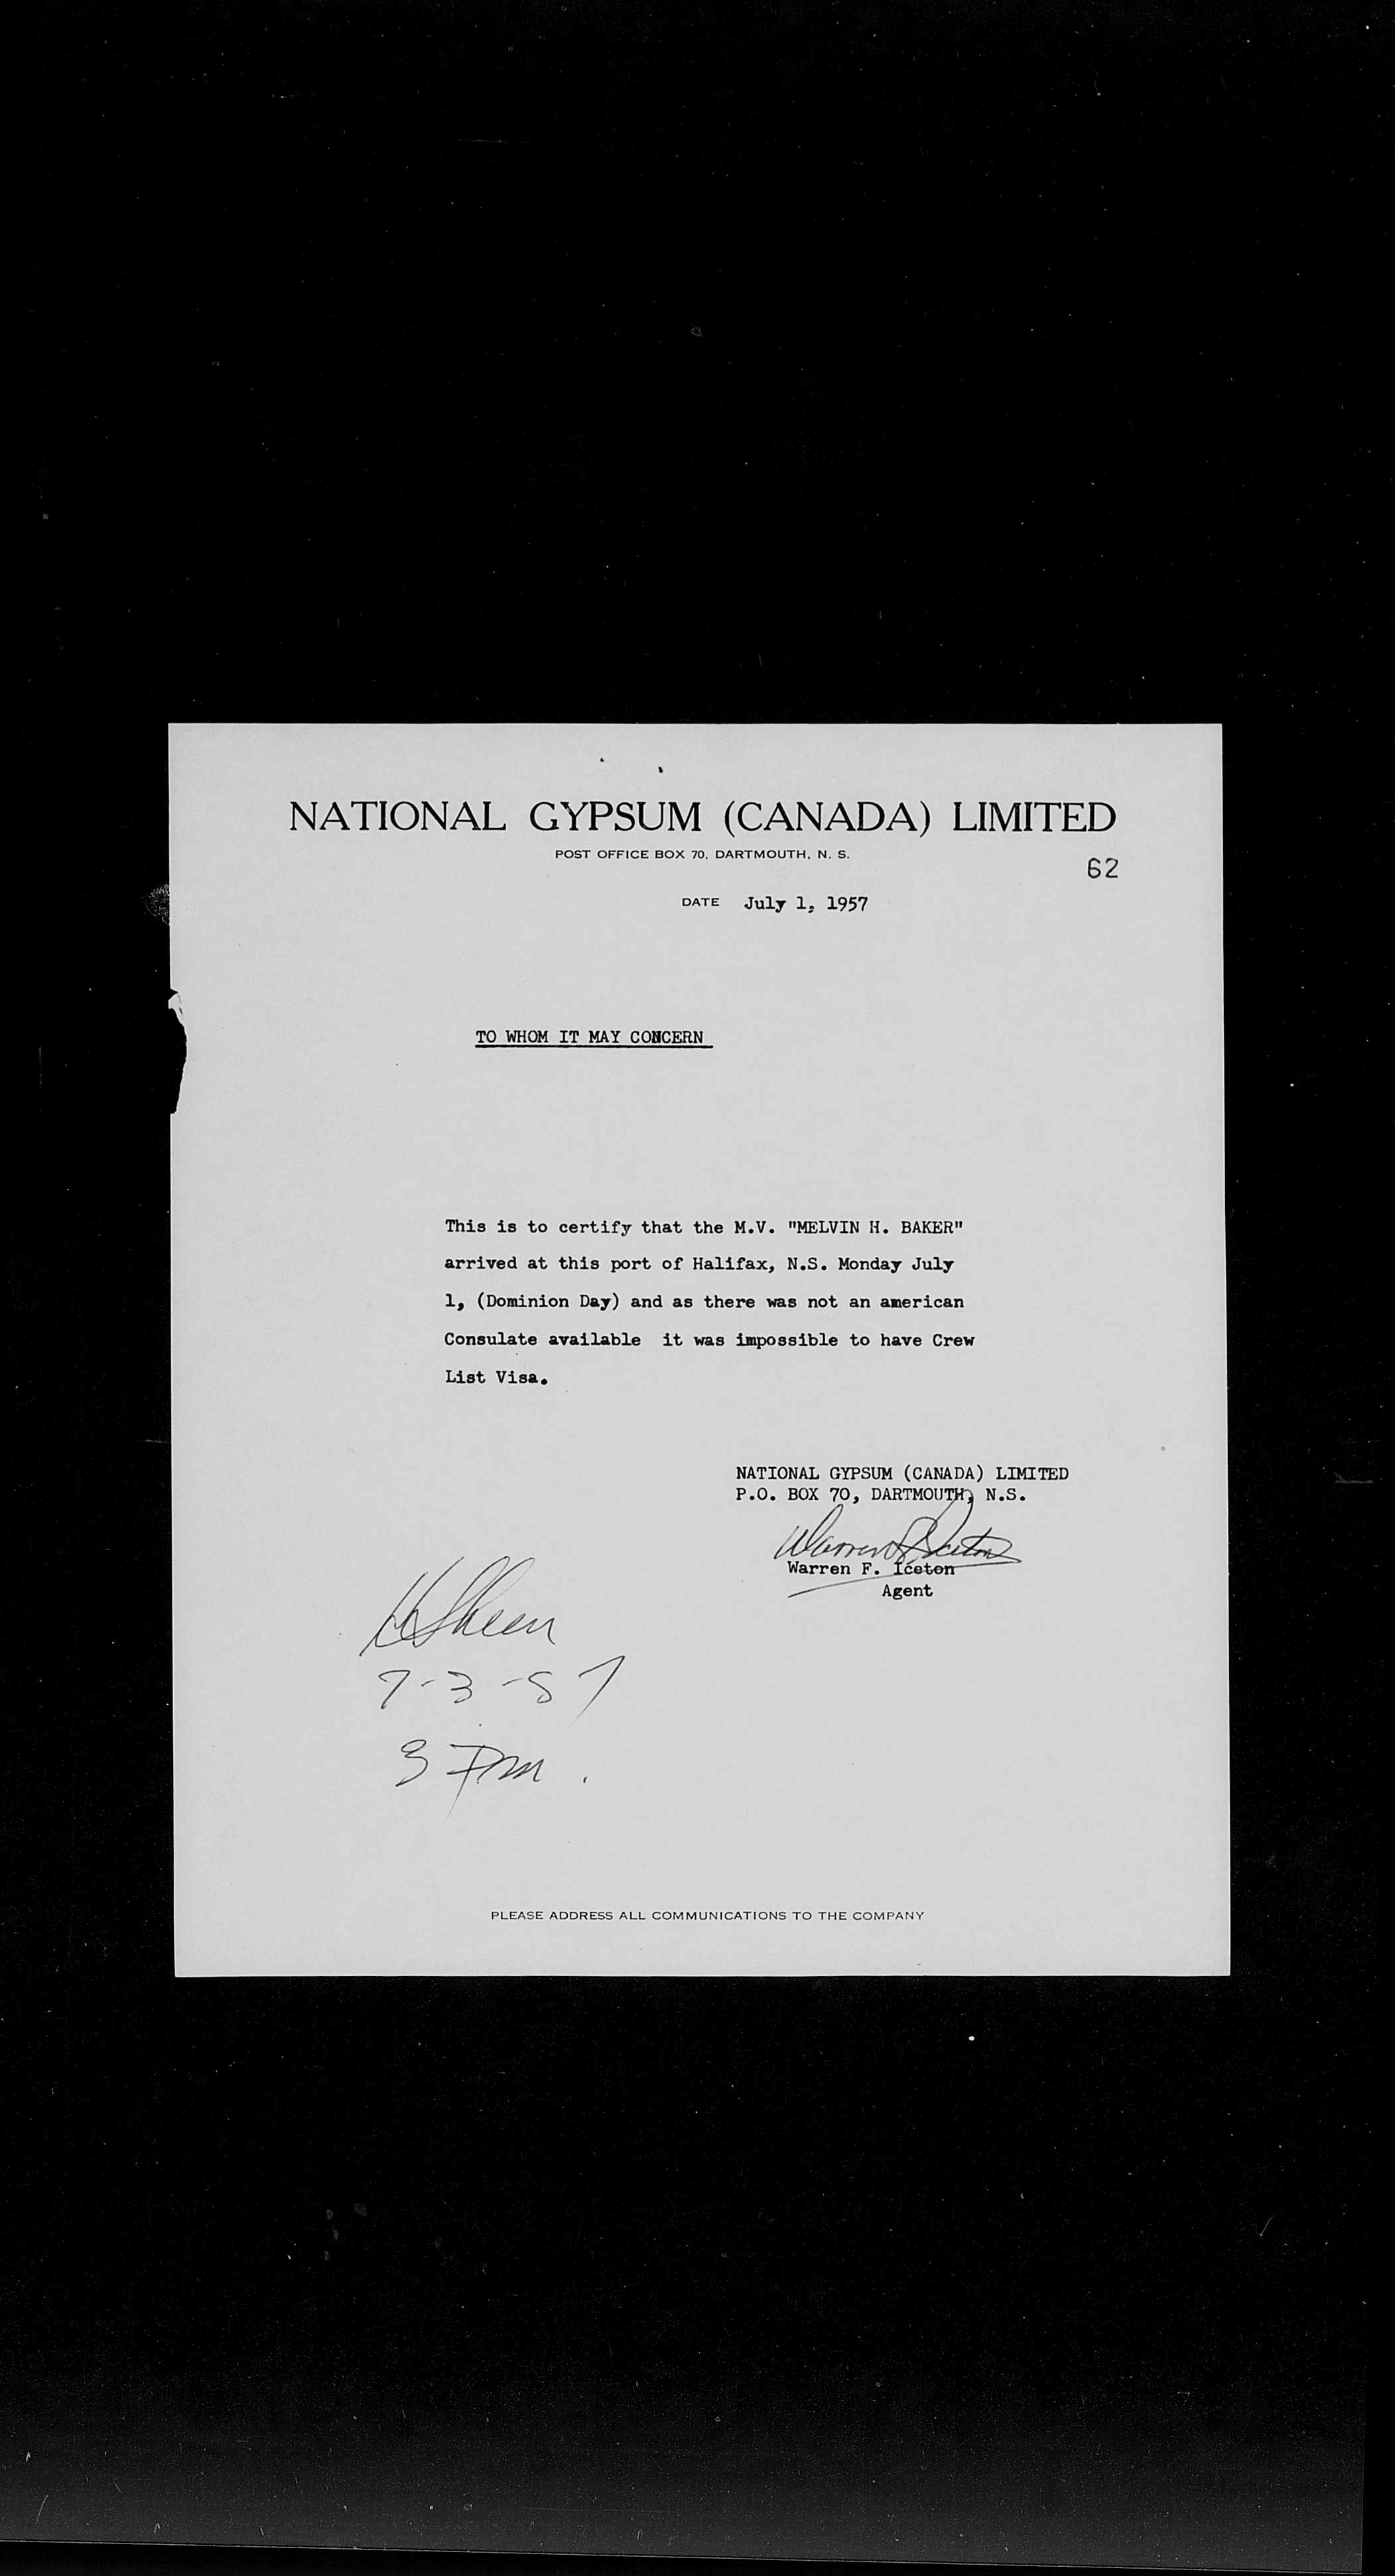 NATIONAL GYPSUM (CANADA) LIMITED
POST OFFICE BOX 70, DARTMOUTH, N. S.
62
DATE July 1, 1957
TO WHOM IT MAY CONCERN
This is to certify that the M.V. "MELVIN H. BAKER"
arrived at this port of Halifax, N.S. Monday July
1, (Dominion Day) and as there was not an american
Consulate available it was impossible to have Crew
List Visa.
NATIONAL GYPSUM (CANADA) LIMITED
P.O. BOX 70, DARTMOUTH, N.S.
Warren F. Iceton
Warren F. Iceton
Agent
7-3-57
3 PM.
PLEASE ADDRESS ALL COMMUNICATIONS TO THE COMPANY